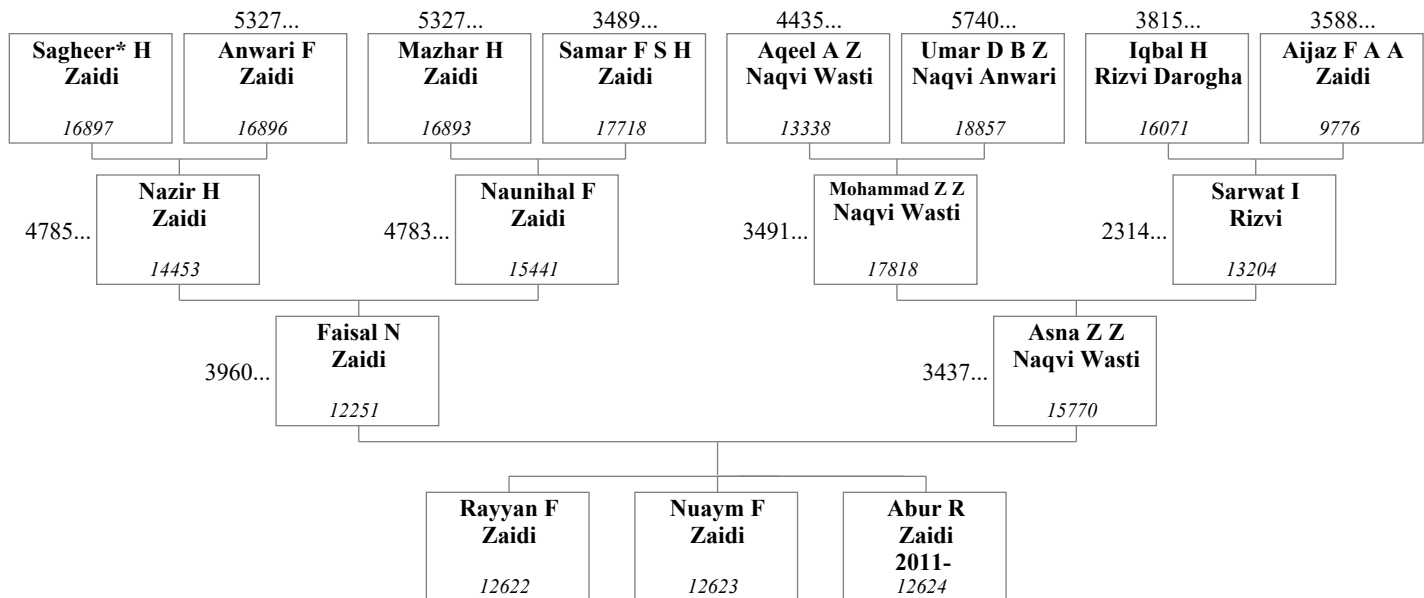 5327...
5327...
3489...
4435...
5740...
3815...
3588...
Sagheer* H
Zaidi
16897
Anwari F
Zaidi
16896
Mazhar H
Zaidi
16893
Samar F S H
Zaidi
17718
Aqeel A Z
Naqvi Wasti
13338
Umar D B Z
Naqvi Anwari
18857
Iqbal H
Rizvi Darogha
16071
Aijaz F A A
Zaidi
9776
4785...
Nazir H
Zaidi
14453
4783...
Naunihal F
Zaidi
15441
3491...
Mohammad Z Z
Naqvi Wasti
17818
2314...
Sarwat I
Rizvi
13204
3960...
Faisal N
Zaidi
12251
3437...
Asna Z Z
Naqvi Wasti
15770
Rayyan F
Zaidi
12622
Nuaym F
Zaidi
12623
Abur R
Zaidi
2011-
12624